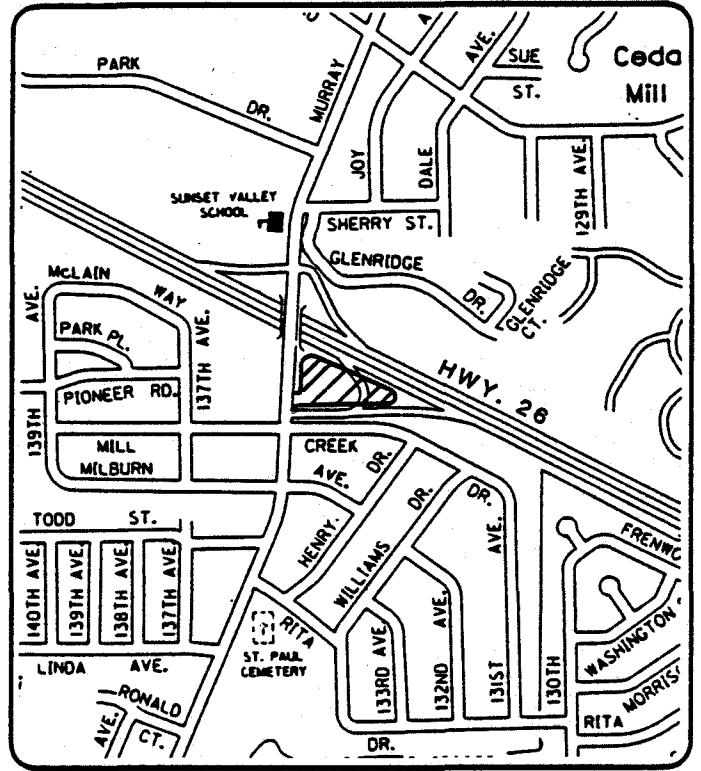 SUE
ST.
Ceda
Mill
PARK
DR.
MURRAY
AVE.
JOY
DALE
129TH AVE.
SUNSET VALLEY
SCHOOL
SHERRY ST.
GLENRIDGE
DR.
GLENRIDGE
CT.
McLAIN
WAY
AVE.
139TH
PARK PL.
137TH AVE.
PIONEER RD.
HWY. 26
MILL
MILBURN
CREEK
AVE.
HENRY
DR.
WILLIAMS
DR.
DR.
TODD ST.
140TH AVE.
139TH AVE.
138TH AVE.
137TH AVE.
RITA
ST. PAUL
CEMETERY
133RD AVE.
132ND AVE.
131ST AVE.
130TH
FRENWO
WASHINGTON
MORRIS
RITA
DR.
LINDA AVE.
RONALD
CT.
AVE.